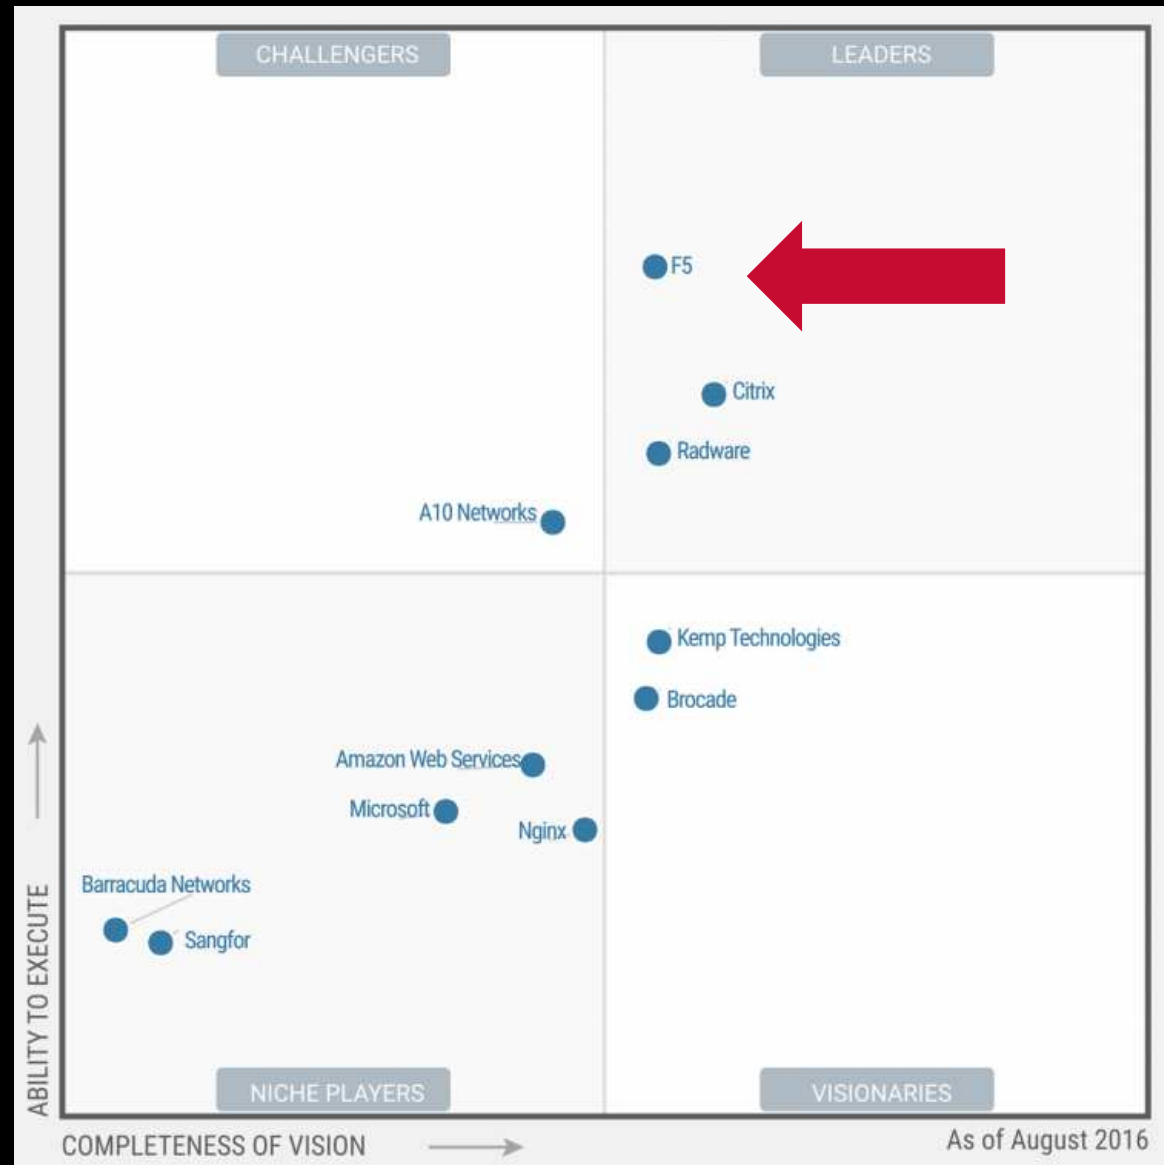 CHALLENGERS
LEADERS
F5
Citrix
Radware
A10 Networks
Kemp Technologies
Brocade
Amazon Web Services
Microsoft
Nginx
Barracuda Networks
Sangfor
NICHE PLAYERS
VISIONARIES
ABILITY TO EXECUTE
COMPLETENESS OF VISION
As of August 2016